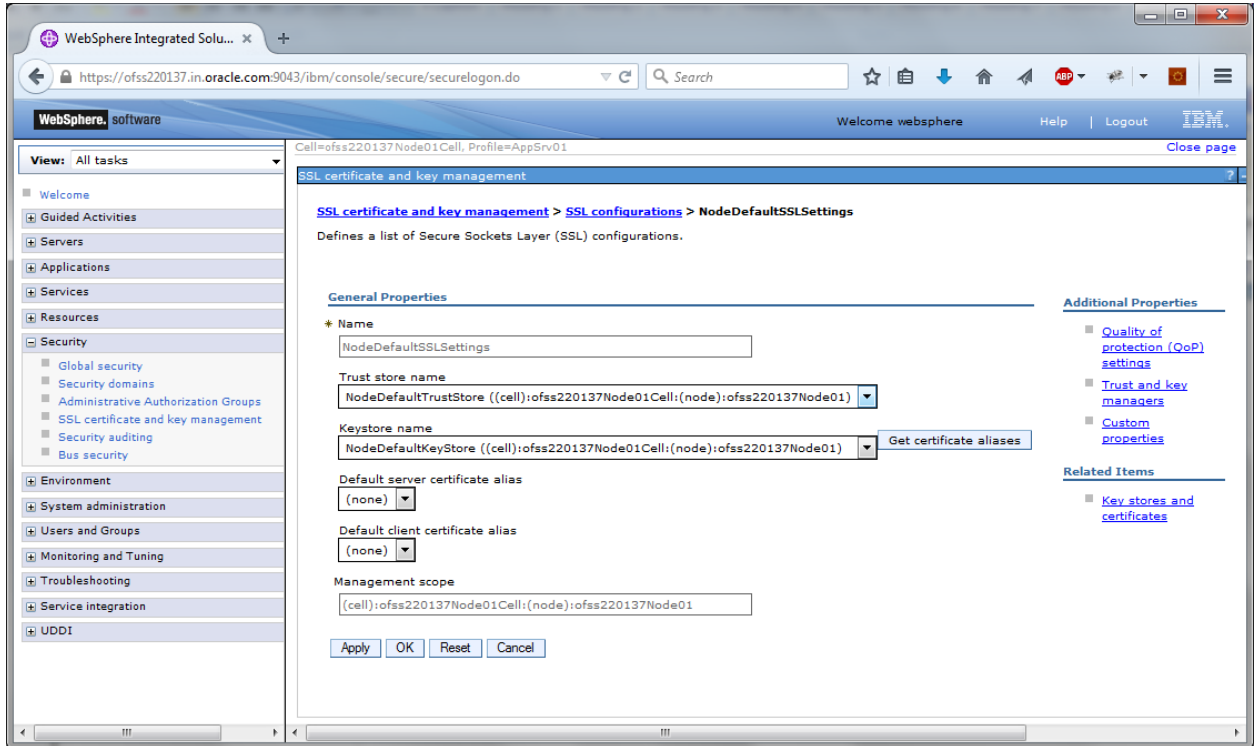 WebSphere Integrated Solu...
https://ofss220137.in.oracle.com:9043/ibm/console/secure/securelogon.do
Search
ABP
WebSphere. software
Welcome websphere
Help | Logout
IBM.
View: All tasks
Cell=ofss220137Node01Cell, Profile=AppSrv01
Close page
SSL certificate and key management
?
Welcome
Guided Activities
Servers
Applications
Services
Resources
Security
Global security
Security domains
Administrative Authorization Groups
SSL certificate and key management
Security auditing
Bus security
Environment
System administration
Users and Groups
Monitoring and Tuning
Troubleshooting
Service integration
UDDI
SSL certificate and key management > SSL configurations > NodeDefaultSSLSettings
Defines a list of Secure Sockets Layer (SSL) configurations.
General Properties
* Name
NodeDefaultSSLSettings
Trust store name
NodeDefaultTrustStore ((cell):ofss220137Node01Cell:(node):ofss220137Node01)
Keystore name
NodeDefaultKeyStore ((cell):ofss220137Node01Cell:(node):ofss220137Node01)
Get certificate aliases
Default server certificate alias
(none)
Default client certificate alias
(none)
Management scope
(cell):ofss220137Node01Cell:(node):ofss220137Node01
Apply OK Reset Cancel
Additional Properties
Quality of
protection (QoP)
settings
Trust and key
managers
Custom
properties
Related Items
Key stores and
certificates